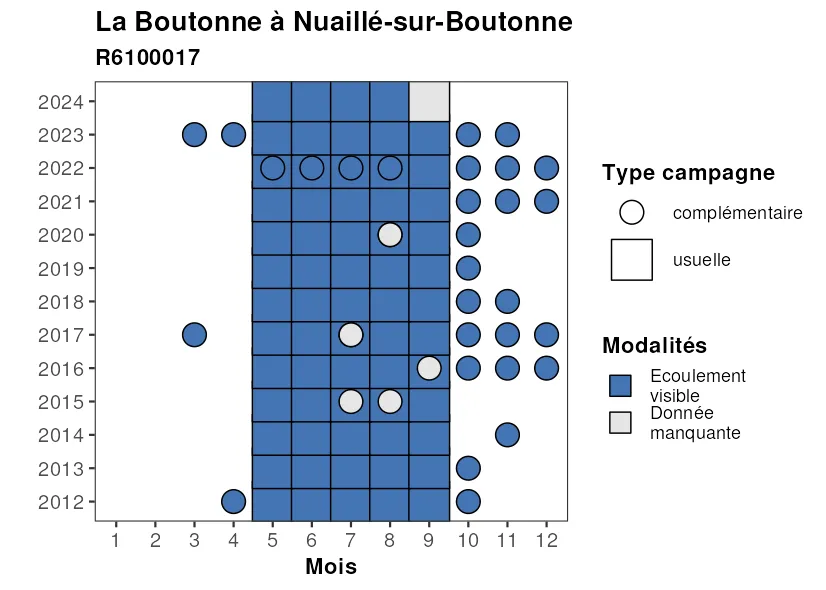 La Boutonne à Nuaillé-sur-Boutonne
R6100017
2024
2023
2022
2021
2020
2019
2018
2017
2016
2015
2014
2013
2012
1 2 3 4 5 6 7 8 9 10 11 12
Mois
Type campagne
complémentaire
usuelle
Modalités
Ecoulement
visible
Donnée
manquante